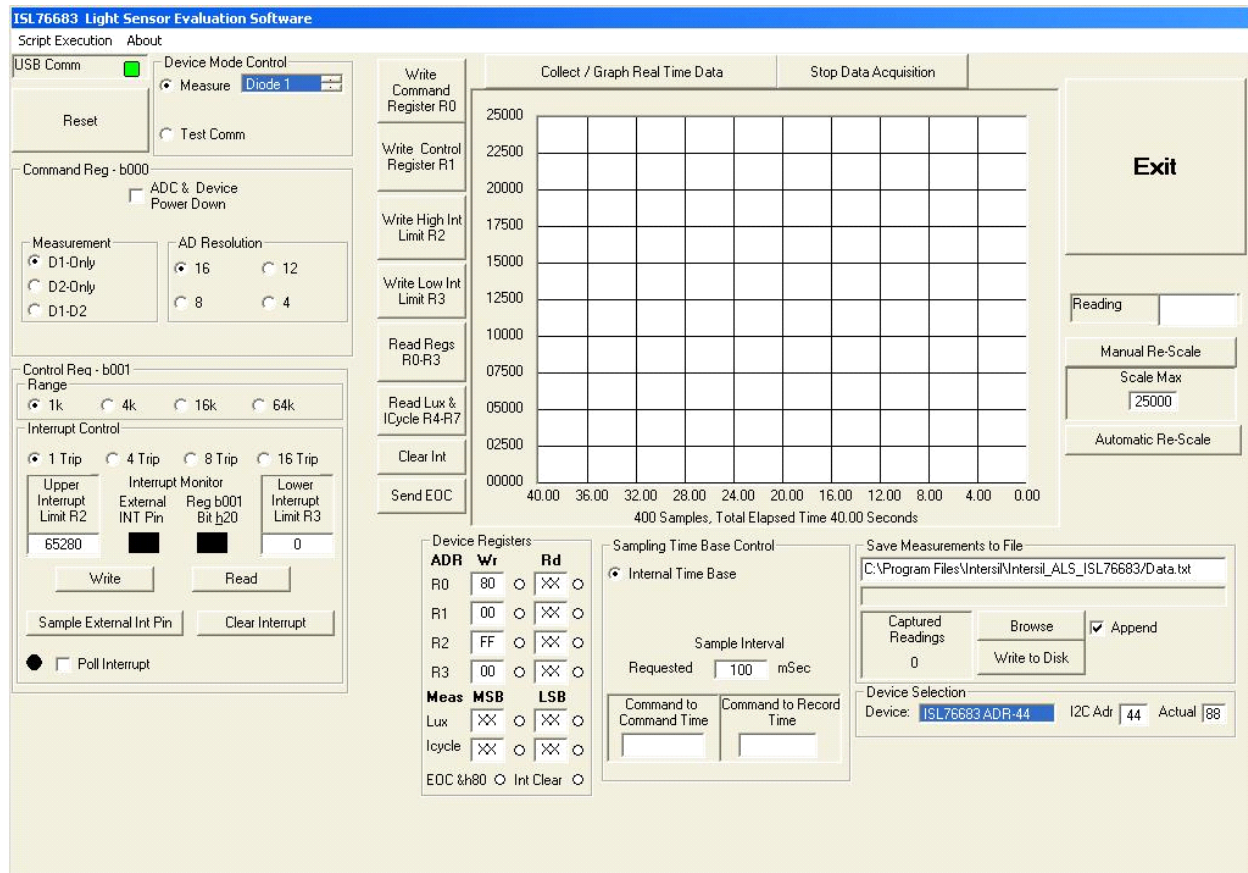 ISL76683 Light Sensor Evaluation Software
Script Execution About
USB Comm
Reset
Device Mode Control
Measure Diode 1
Test Comm
Command Reg - b000
ADC & Device
Power Down
Measurement
D1-Only
D2-Only
D1-D2
AD Resolution
16 12
8 4
Control Reg - b001
Range
1k 4k 16k 64k
Interrupt Control
1 Trip 4 Trip 8 Trip 16 Trip
Upper
Interrupt
Limit R2
65280
Interrupt Monitor
External
INT Pin
Reg b001
Bit h20
Lower
Interrupt
Limit R3
0
Write Read
Sample External Int Pin Clear Interrupt
Poll Interrupt
Write
Command
Register R0
Write Control
Register R1
Write High Int
Limit R2
Write Low Int
Limit R3
Read Regs
R0-R3
Read Lux &
ICycle R4-R7
Clear Int
Send EOC
Collect / Graph Real Time Data Stop Data Acquisition
25000
22500
20000
17500
15000
12500
10000
07500
05000
02500
00000
40.00 36.00 32.00 28.00 24.00 20.00 16.00 12.00 8.00 4.00 0.00
400 Samples, Total Elapsed Time 40.00 Seconds
Exit
Reading
Manual Re-Scale
Scale Max
25000
Automatic Re-Scale
Device Registers
ADR Wr Rd
R0 80 XX
R1 00 XX
R2 FF XX
R3 00 XX
Meas MSB LSB
Lux XX XX
Icycle XX XX
EOC &h80 Int Clear
Sampling Time Base Control
Internal Time Base
Sample Interval
Requested 100 mSec
Command to
Command Time
Command to Record
Time
Save Measurements to File
C:\Program Files\Intersil\Intersil_ALS_ISL76683/Data.txt
Captured
Readings
0
Browse
Write to Disk
Append
Device Selection
Device: ISL76683 ADR-44 I2C Adr 44 Actual 88